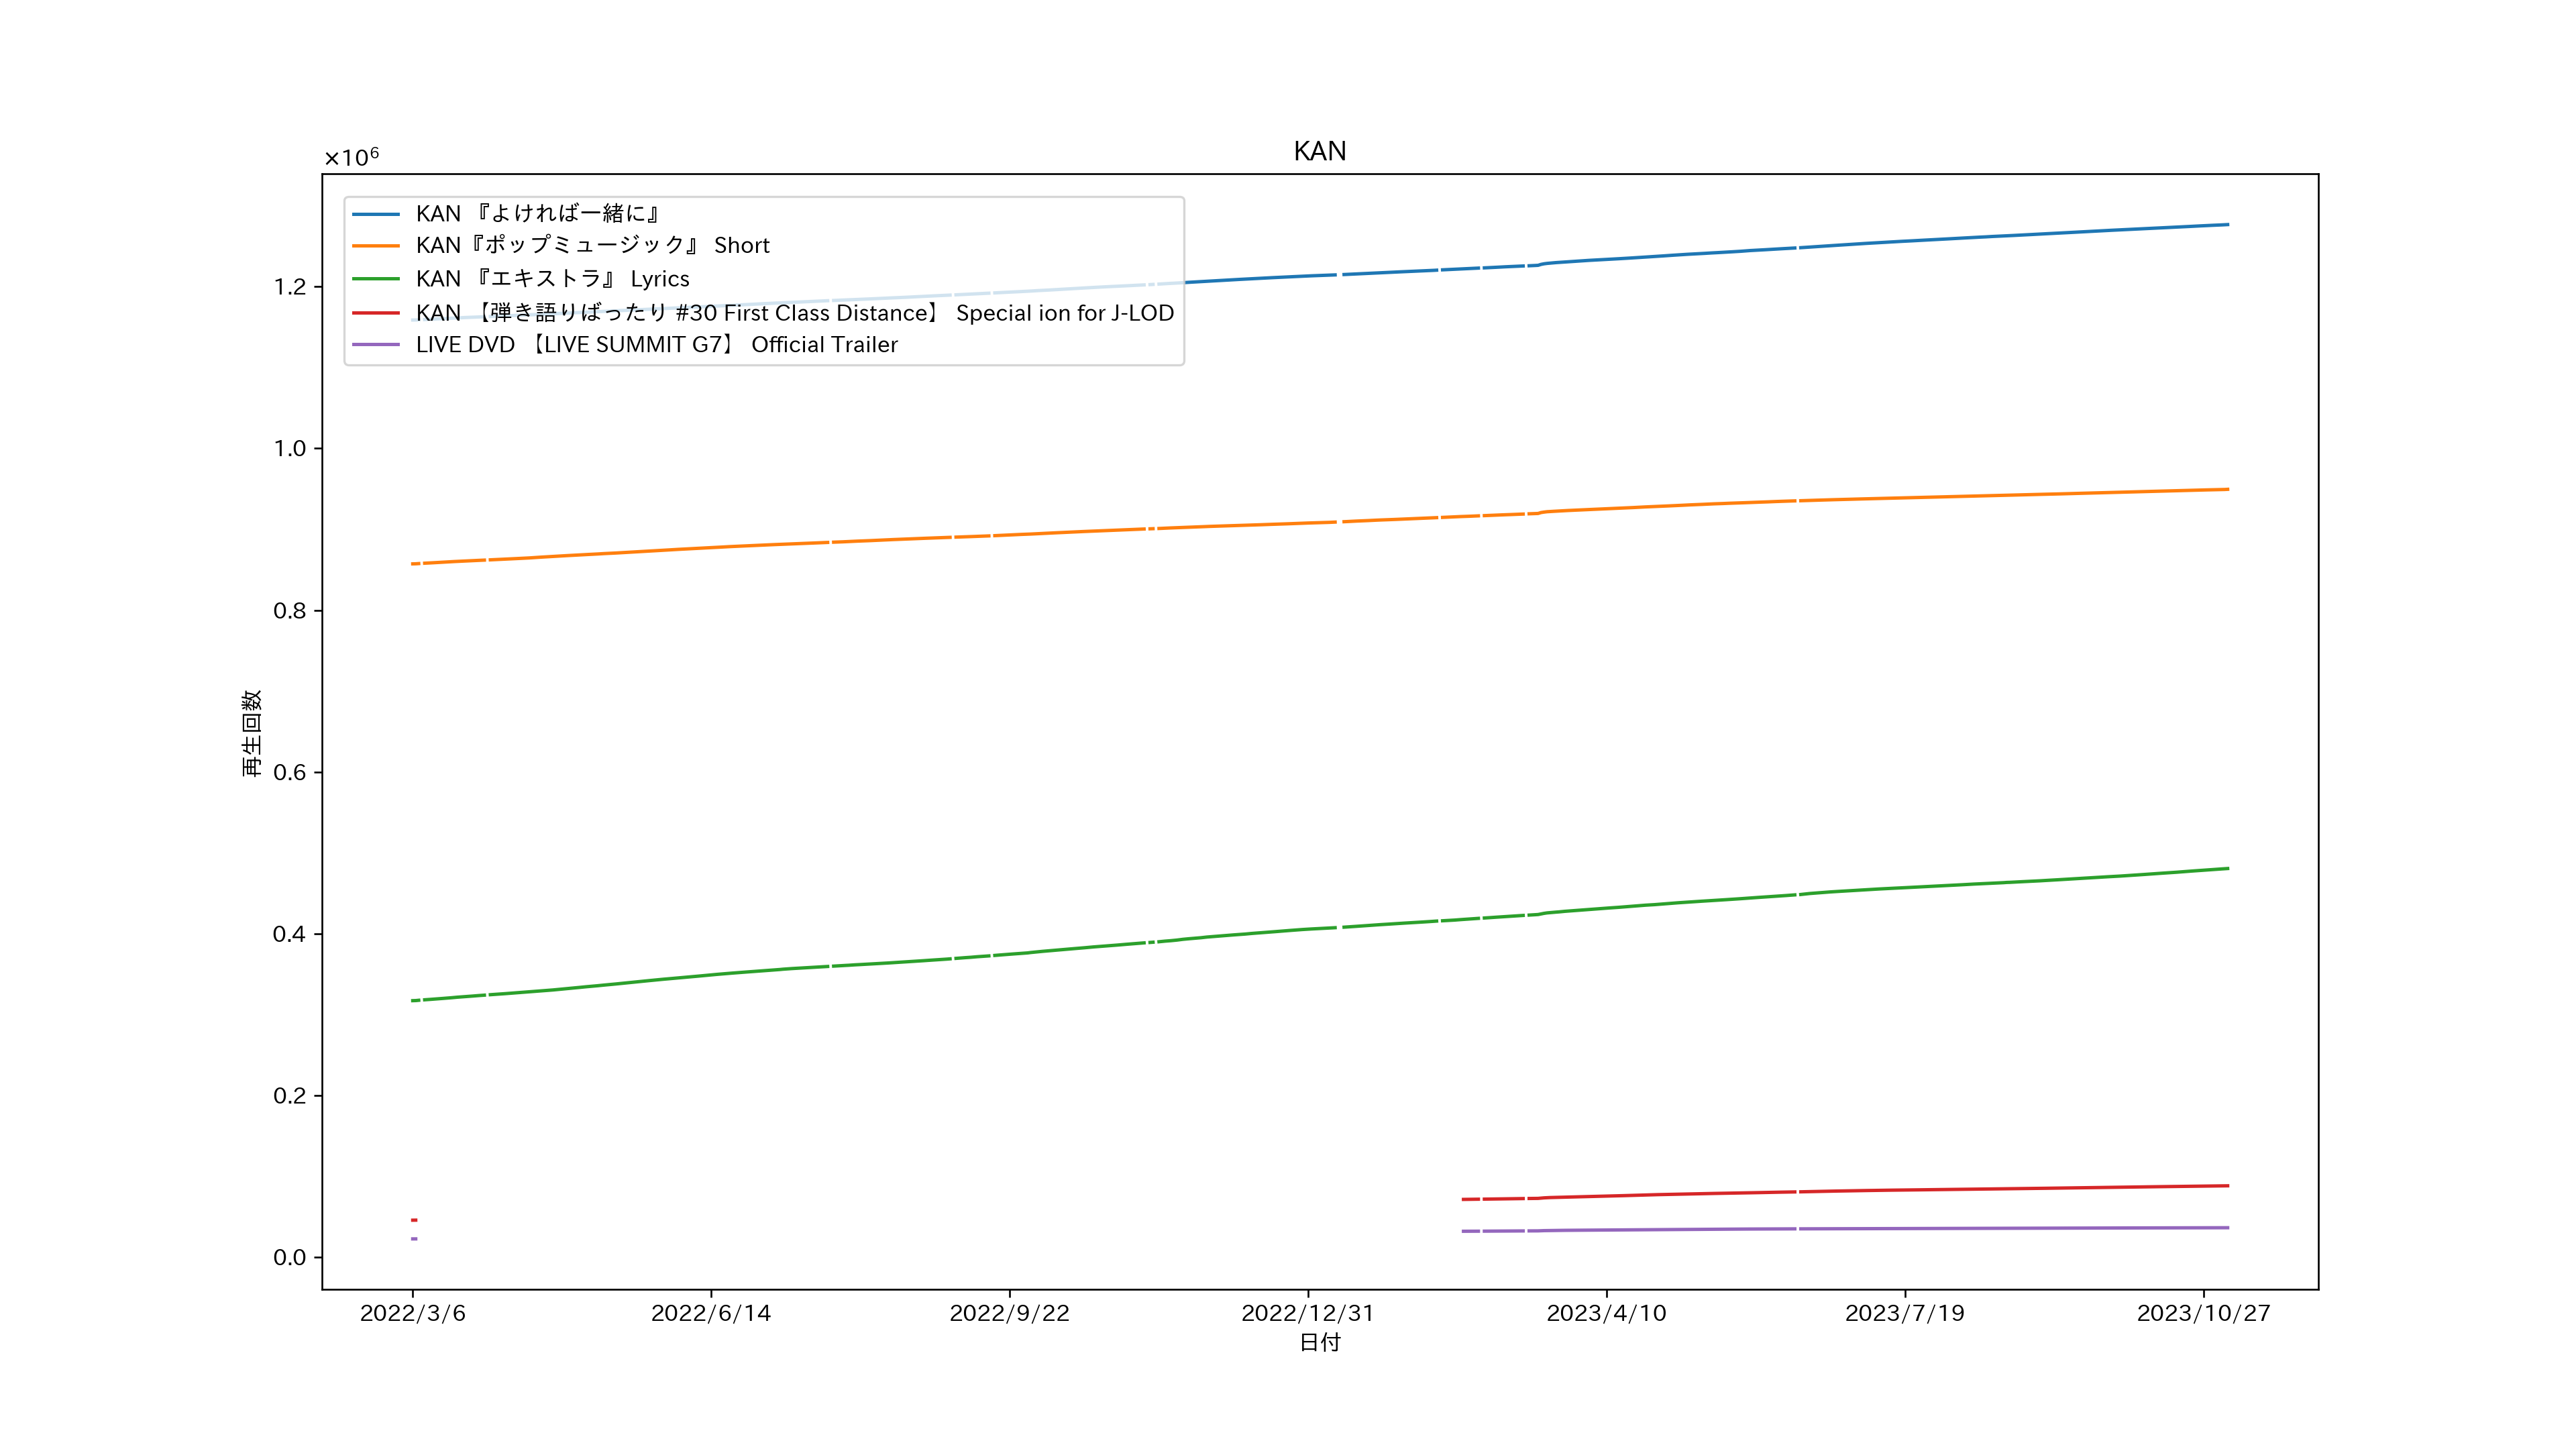 KAN
×10⁶
KAN 『よければ一緒に』
KAN『ポップミュージック』 Short
KAN 『エキストラ』 Lyrics
KAN 【弾き語りばったり #30 First Class Distance】 Special ion for J-LOD
LIVE DVD 【LIVE SUMMIT G7】 Official Trailer
1.2
1.0
0.8
0.6
0.4
0.2
0.0
再生回数
2022/3/6
2022/6/14
2022/9/22
2022/12/31
2023/4/10
2023/7/19
2023/10/27
日付